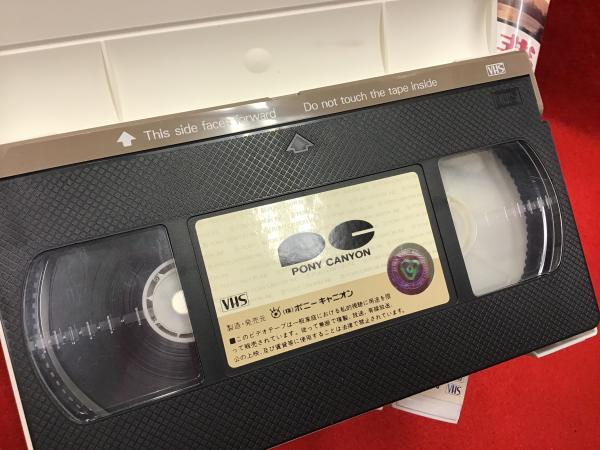 VHS
This side faces forward
Do not touch the tape inside
PC
PONY CANYON
VHS
製造・発売元 (株)ポニーキャニオン
■このビデオテープは一般家庭における私的視聴に用途を限
って販売されています。従って無断で複製、放送、有線放送、
公の上映、及び賃貸等に使用することは法律で禁止されています。
VHS